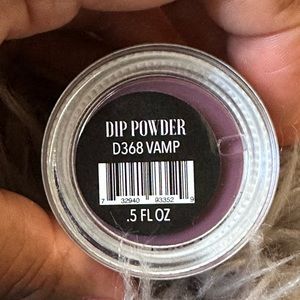 DIP POWDER
D368 VAMP
7 32940 93352 9
.5 FL OZ